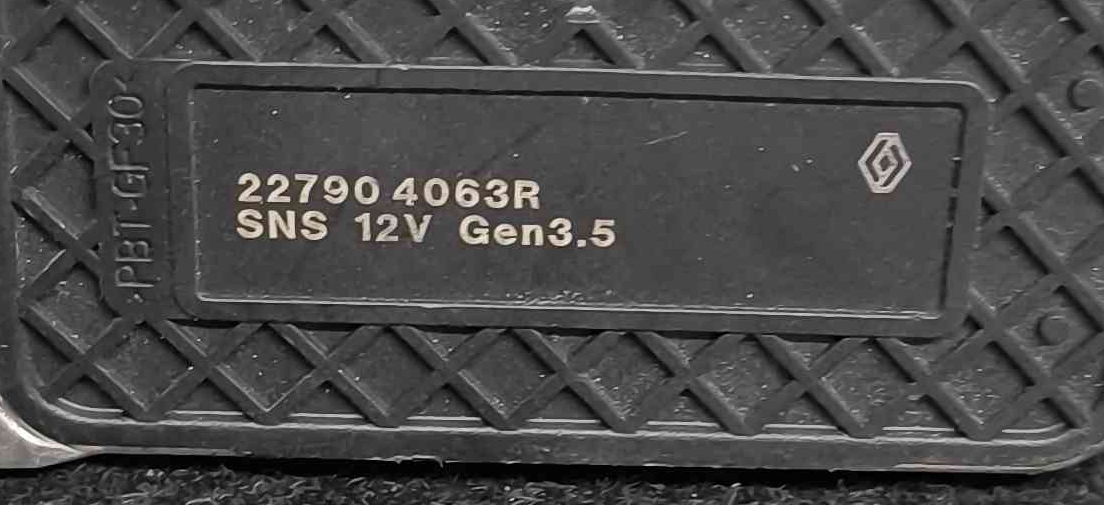 22790 4063R
SNS 12V Gen3.5
>PBT-GF30<